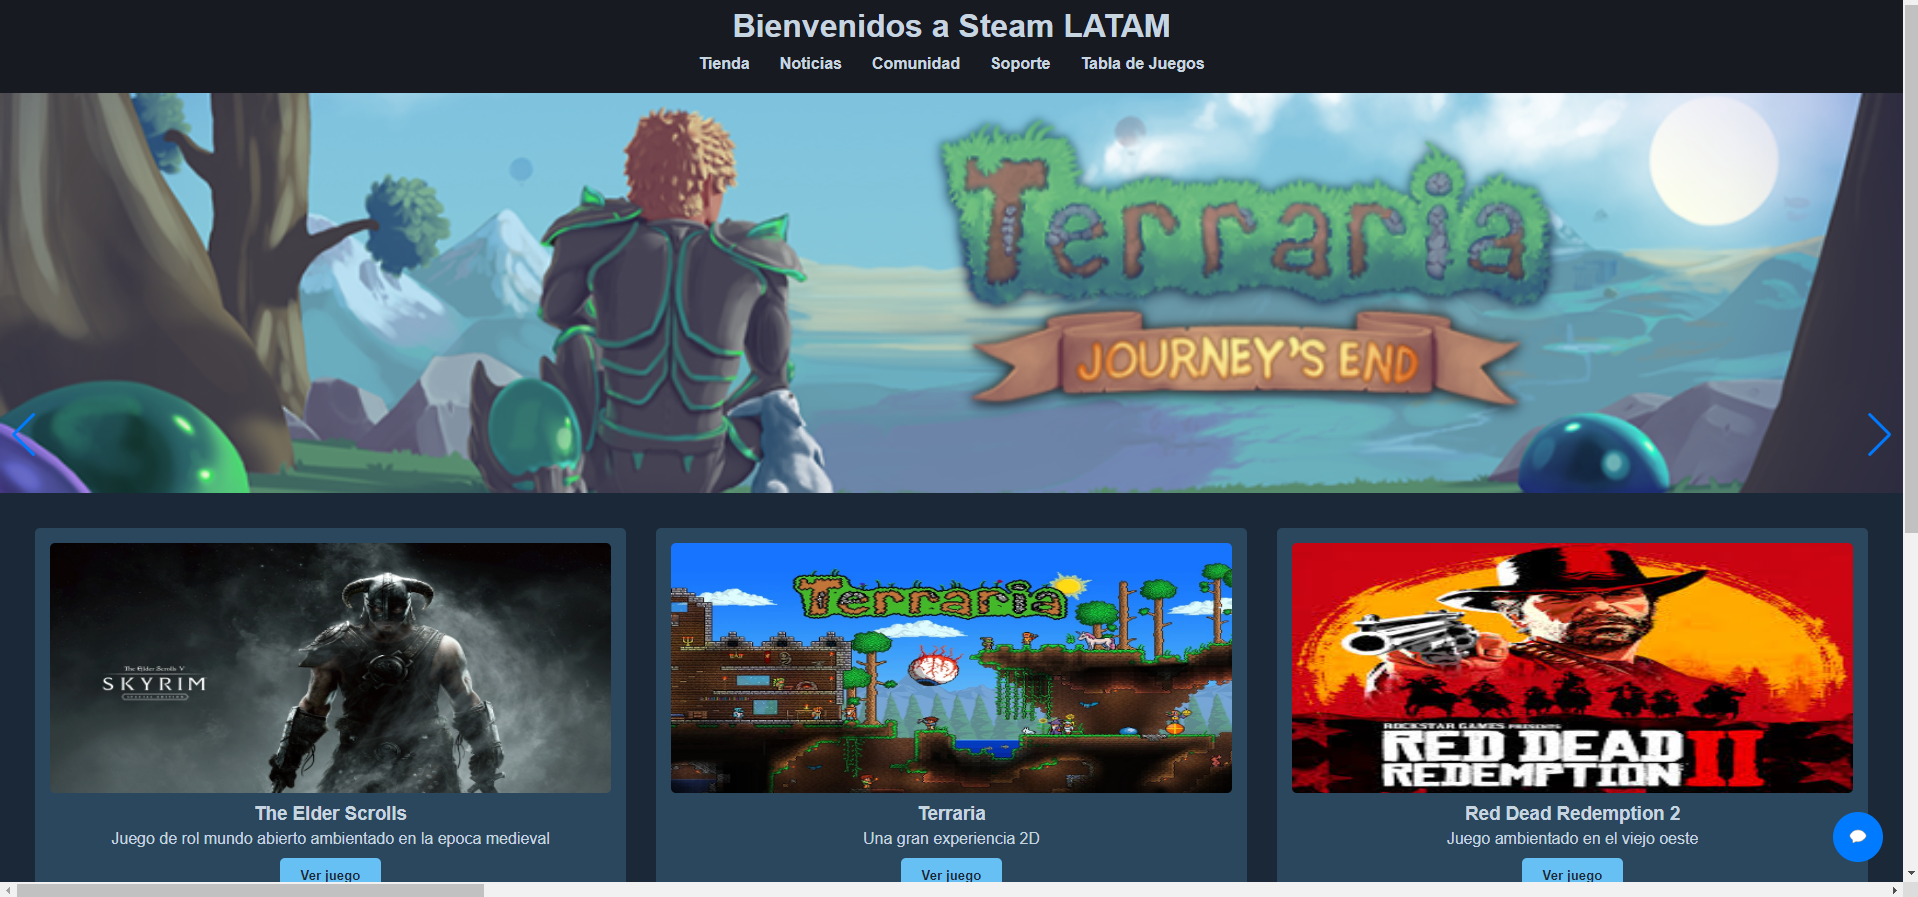 Bienvenidos a Steam LATAM
Tienda Noticias Comunidad Soporte Tabla de Juegos
Terraria
JOURNEY'S END
The Elder Scrolls V
SKYRIM
SPECIAL EDITION
Terraria
ROCKSTAR GAMES PRESENTS
RED DEAD
REDEMPTION II
The Elder Scrolls
Juego de rol mundo abierto ambientado en la epoca medieval
Ver juego
Terraria
Una gran experiencia 2D
Ver juego
Red Dead Redemption 2
Juego ambientado en el viejo oeste
Ver juego